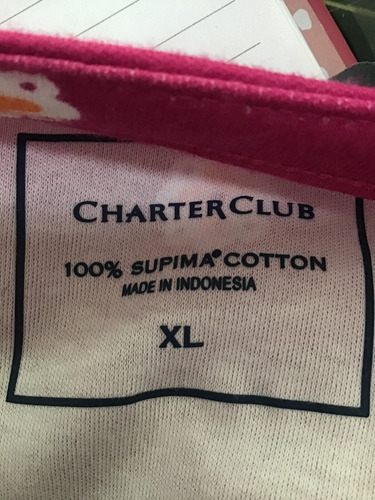 CHARTER CLUB
100% SUPIMA® COTTON
MADE IN INDONESIA
XL